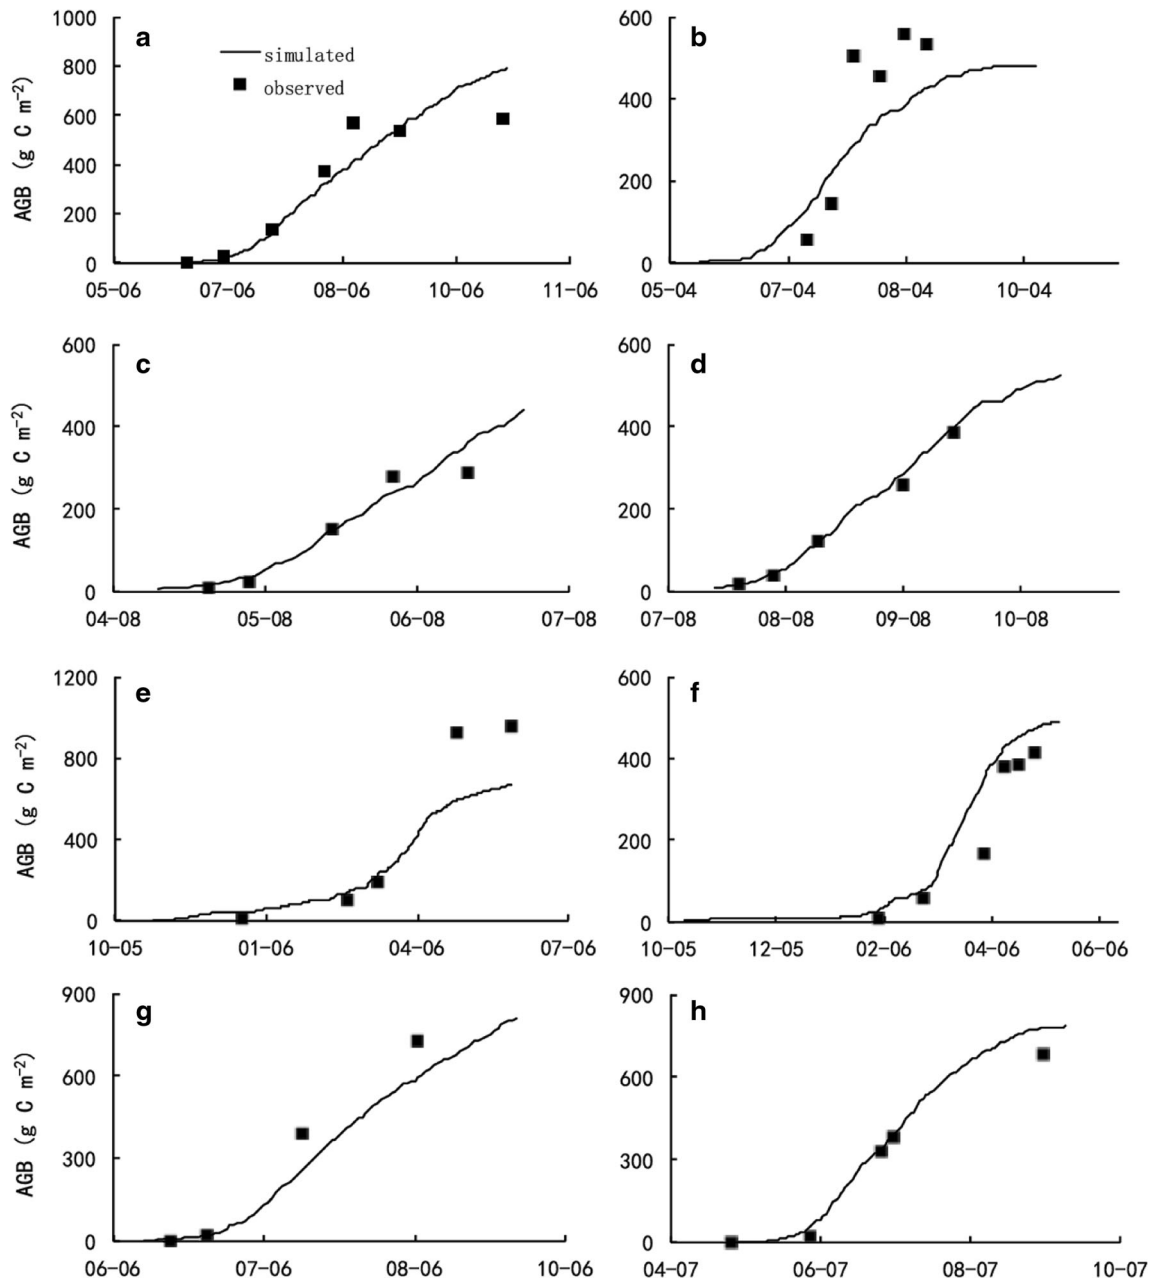 a
simulated
observed
1000
800
600
400
200
0
AGB (g C m⁻²)
05-06 07-06 08-06 10-06 11-06
b
600
400
200
0
05-04 07-04 08-04 10-04
c
600
400
200
0
AGB (g C m⁻²)
04-08 05-08 06-08 07-08
d
600
400
200
0
07-08 08-08 09-08 10-08
e
1200
800
400
0
AGB (g C m⁻²)
10-05 01-06 04-06 07-06
f
600
400
200
0
10-05 12-05 02-06 04-06 06-06
g
900
600
300
0
AGB (g C m⁻²)
06-06 07-06 08-06 10-06
h
900
600
300
0
04-07 06-07 08-07 10-07